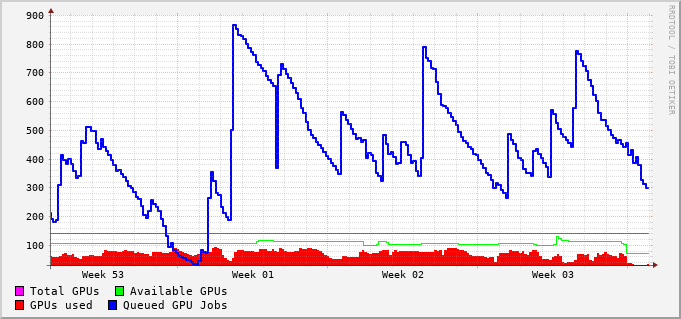 900
800
700
600
500
400
300
200
100
Week 53 Week 01 Week 02 Week 03
Total GPUs Available GPUs
GPUs used Queued GPU Jobs
RRDTOOL / TOBI OETIKER